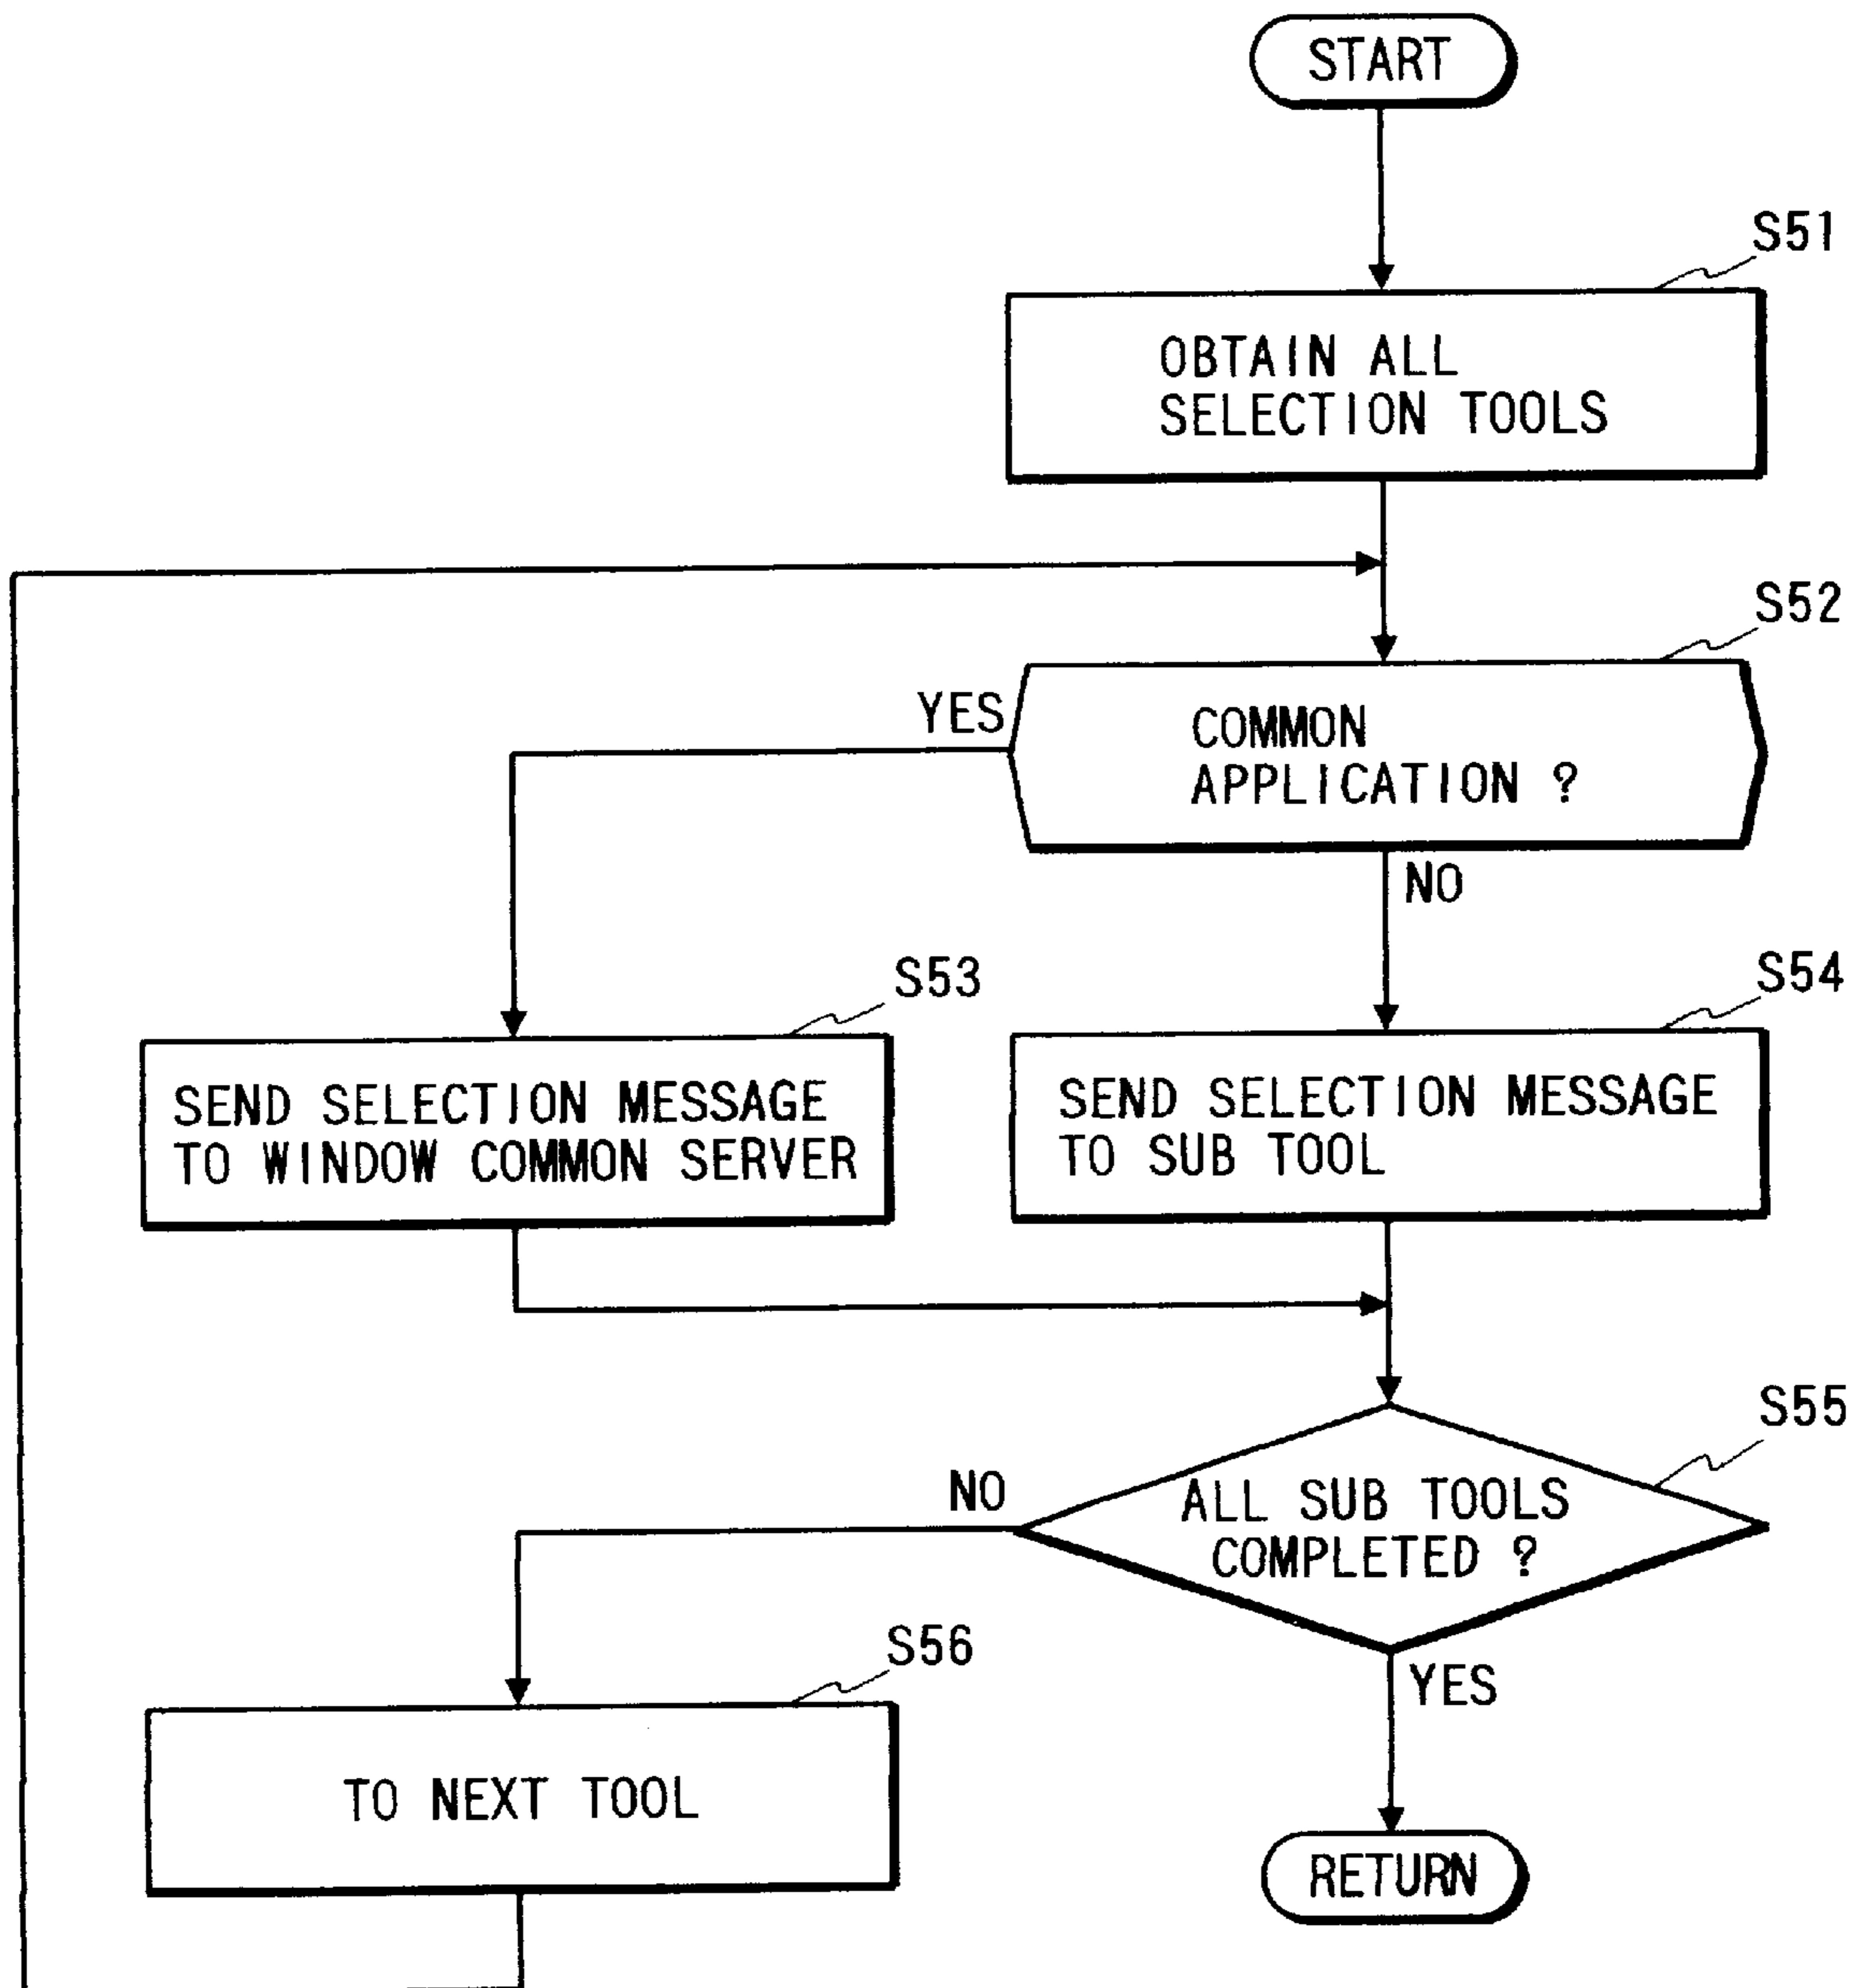 START
S51
OBTAIN ALL
SELECTION TOOLS
S52
YES
COMMON
APPLICATION ?
NO
S53
S54
SEND SELECTION MESSAGE
TO WINDOW COMMON SERVER
SEND SELECTION MESSAGE
TO SUB TOOL
S55
NO
ALL SUB TOOLS
COMPLETED ?
S56
YES
TO NEXT TOOL
RETURN